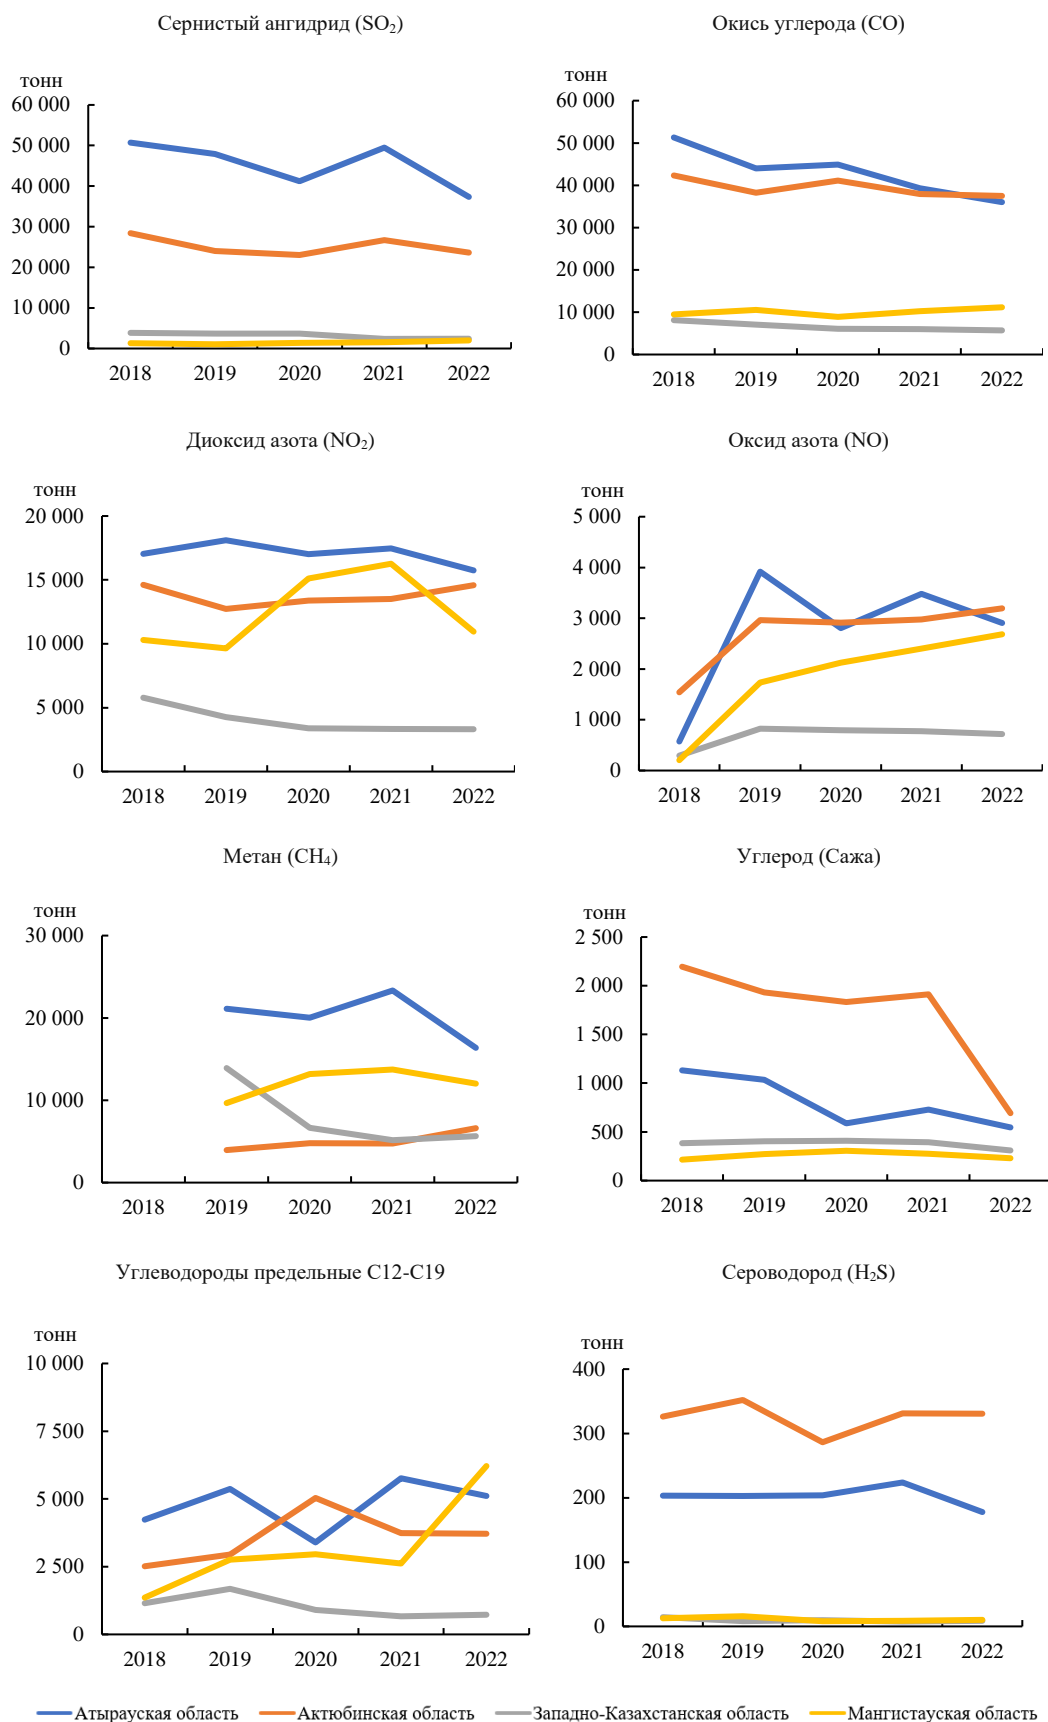 Сернистый ангидрид (SO₂)
тонн
60 000
50 000
40 000
30 000
20 000
10 000
0
2018 2019 2020 2021 2022
Окись углерода (CO)
тонн
60 000
50 000
40 000
30 000
20 000
10 000
0
2018 2019 2020 2021 2022
Диоксид азота (NO₂)
тонн
20 000
15 000
10 000
5 000
0
2018 2019 2020 2021 2022
Оксид азота (NO)
тонн
5 000
4 000
3 000
2 000
1 000
0
2018 2019 2020 2021 2022
Метан (CH₄)
тонн
30 000
20 000
10 000
0
2018 2019 2020 2021 2022
Углерод (Сажа)
тонн
2 500
2 000
1 500
1 000
500
0
2018 2019 2020 2021 2022
Углеводороды предельные С12-С19
тонн
10 000
7 500
5 000
2 500
0
2018 2019 2020 2021 2022
Сероводород (H₂S)
тонн
400
300
200
100
0
2018 2019 2020 2021 2022
Атырауская область Актюбинская область Западно-Казахстанская область Мангистауская область